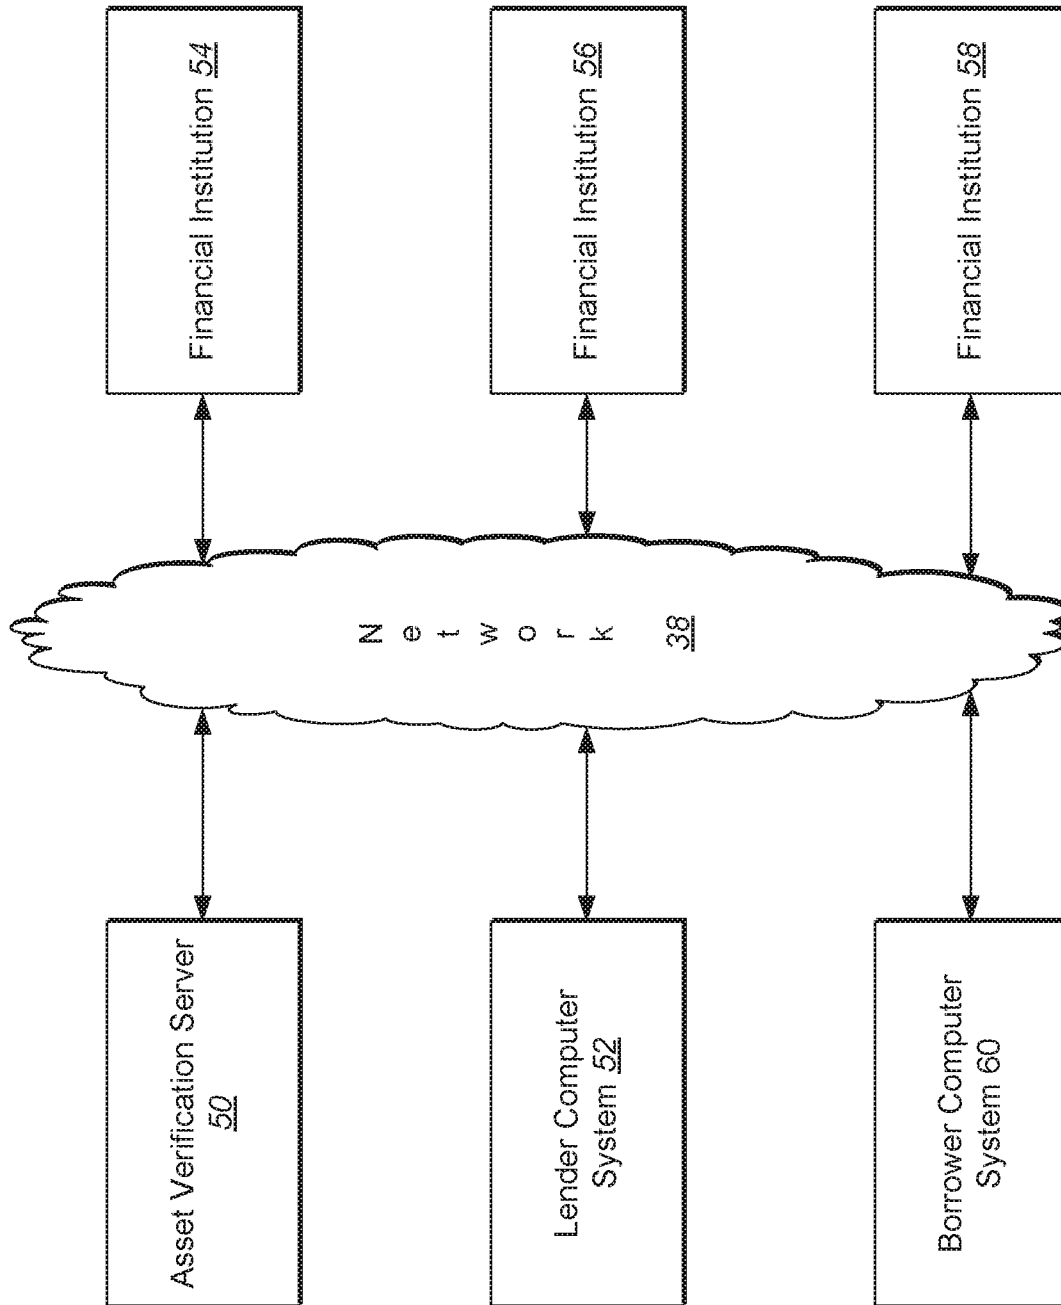 Asset Verification Server
50
Lender Computer
System 52
Borrower Computer
System 60
N
e
t
w
o
r
k
38
Financial Institution 54
Financial Institution 56
Financial Institution 58